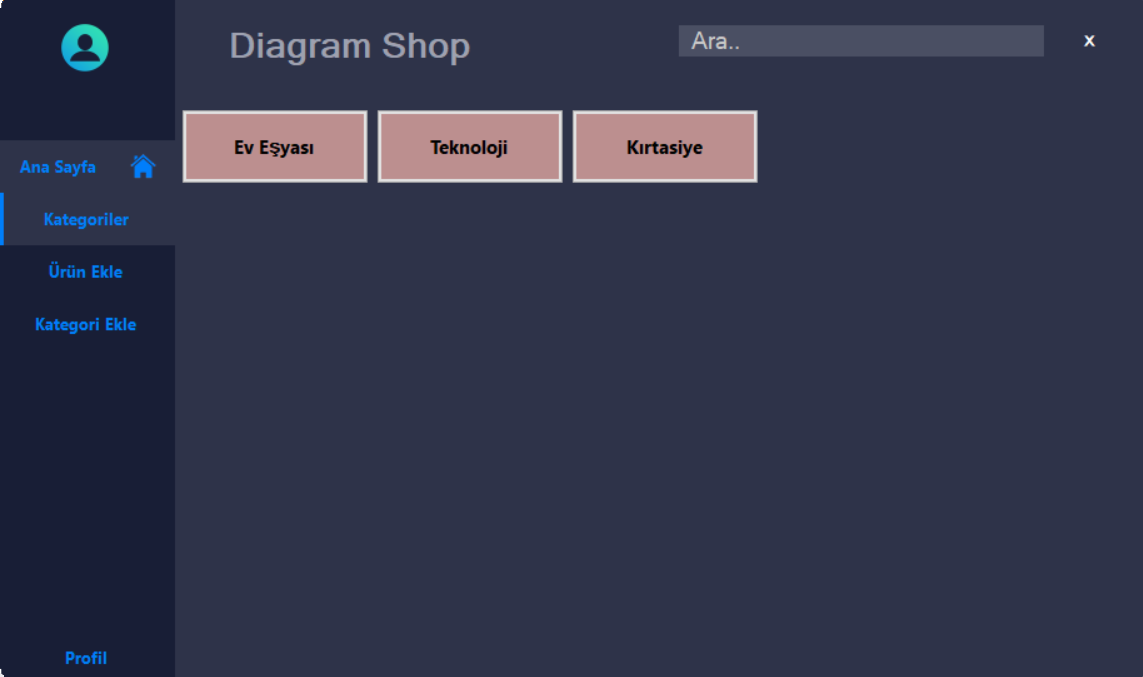 Diagram Shop
Ara..
x
Ana Sayfa
Kategoriler
Ürün Ekle
Kategori Ekle
Profil
Ev Eşyası
Teknoloji
Kırtasiye